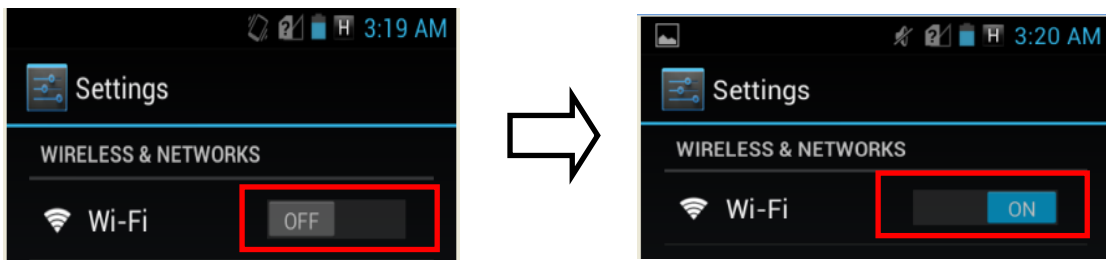 H 3:19 AM
Settings
WIRELESS & NETWORKS
Wi-Fi OFF
H 3:20 AM
Settings
WIRELESS & NETWORKS
Wi-Fi ON